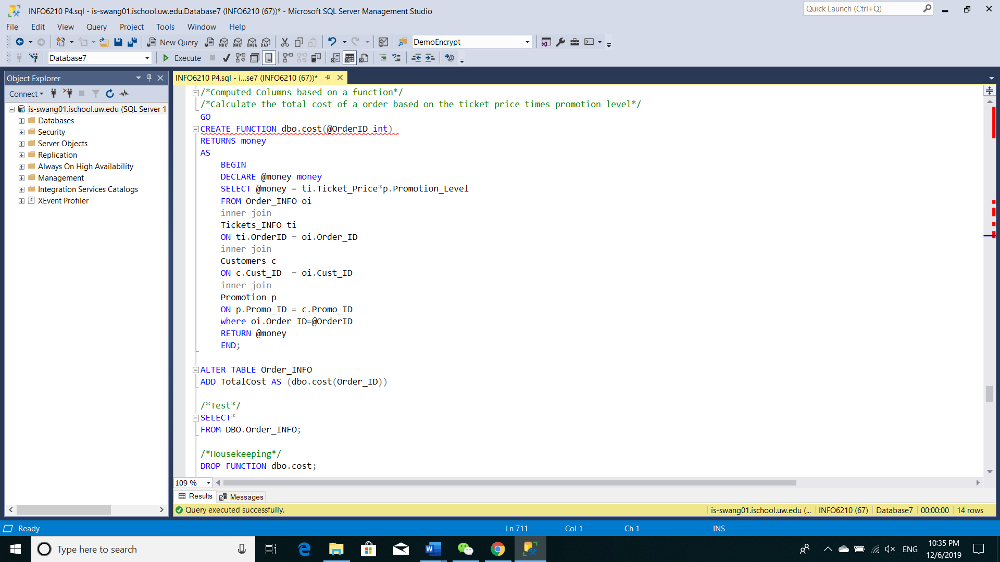 INFO6210 P4.sql - is-swang01.ischool.uw.edu.Database7 (INFO6210 (67))* - Microsoft SQL Server Management Studio
Quick Launch (Ctrl+Q)
File Edit View Query Project Tools Window Help
New Query MDX DMX XMLA DAX DemoEncrypt
Database7 Execute
Object Explorer
Connect
is-swang01.ischool.uw.edu (SQL Server 1
Databases
Security
Server Objects
Replication
Always On High Availability
Management
Integration Services Catalogs
XEvent Profiler
INFO6210 P4.sql - i...se7 (INFO6210 (67))*
/*Computed Columns based on a function*/
/*Calculate the total cost of a order based on the ticket price times promotion level*/
GO
CREATE FUNCTION dbo.cost(@OrderID int)
RETURNS money
AS
BEGIN
DECLARE @money money
SELECT @money = ti.Ticket_Price*p.Promotion_Level
FROM Order_INFO oi
inner join
Tickets_INFO ti
ON ti.OrderID = oi.Order_ID
inner join
Customers c
ON c.Cust_ID  = oi.Cust_ID
inner join
Promotion p
ON p.Promo_ID = c.Promo_ID
where oi.Order_ID=@OrderID
RETURN @money
END;
ALTER TABLE Order_INFO
ADD TotalCost AS (dbo.cost(Order_ID))
/*Test*/
SELECT*
FROM DBO.Order_INFO;
/*Housekeeping*/
DROP FUNCTION dbo.cost;
109 %
Results Messages
Query executed successfully.
is-swang01.ischool.uw.edu (... INFO6210 (67) Database7 00:00:00 14 rows
Ready
Ln 711 Col 1 Ch 1 INS
Type here to search
ENG
10:35 PM
12/6/2019